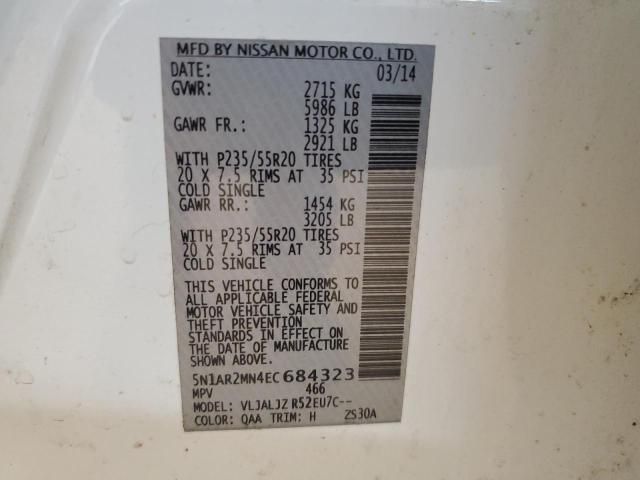 MFD BY NISSAN MOTOR CO., LTD.
DATE: 03/14
GVWR: 2715 KG
5986 LB
GAWR FR.: 1325 KG
2921 LB
WITH P235/55R20 TIRES
20 X 7.5 RIMS AT 35 PSI
COLD SINGLE
GAWR RR.: 1454 KG
3205 LB
WITH P235/55R20 TIRES
20 X 7.5 RIMS AT 35 PSI
COLD SINGLE
THIS VEHICLE CONFORMS TO
ALL APPLICABLE FEDERAL
MOTOR VEHICLE SAFETY AND
THEFT PREVENTION
STANDARDS IN EFFECT ON
THE DATE OF MANUFACTURE
SHOWN ABOVE.
5N1AR2MN4EC684323
MPV 466
MODEL: VLJALJZ R52EU7C--
COLOR: QAA TRIM: H ZS30A